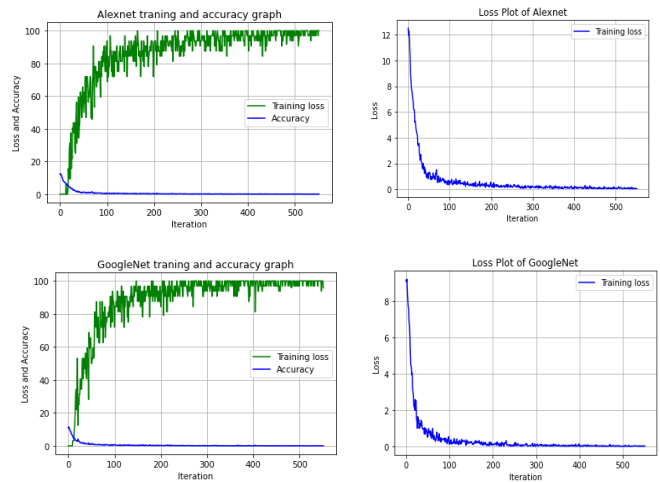 Alexnet traning and accuracy graph
100
80
60
40
20
0
Loss and Accuracy
Training loss
Accuracy
0 100 200 300 400 500
Iteration
Loss Plot of Alexnet
12
10
8
6
4
2
0
Loss
Training loss
0 100 200 300 400 500
Iteration
GoogleNet traning and accuracy graph
100
80
60
40
20
0
Loss and Accuracy
Training loss
Accuracy
0 100 200 300 400 500
Iteration
Loss Plot of GoogleNet
8
6
4
2
0
Loss
Training loss
0 100 200 300 400 500
Iteration